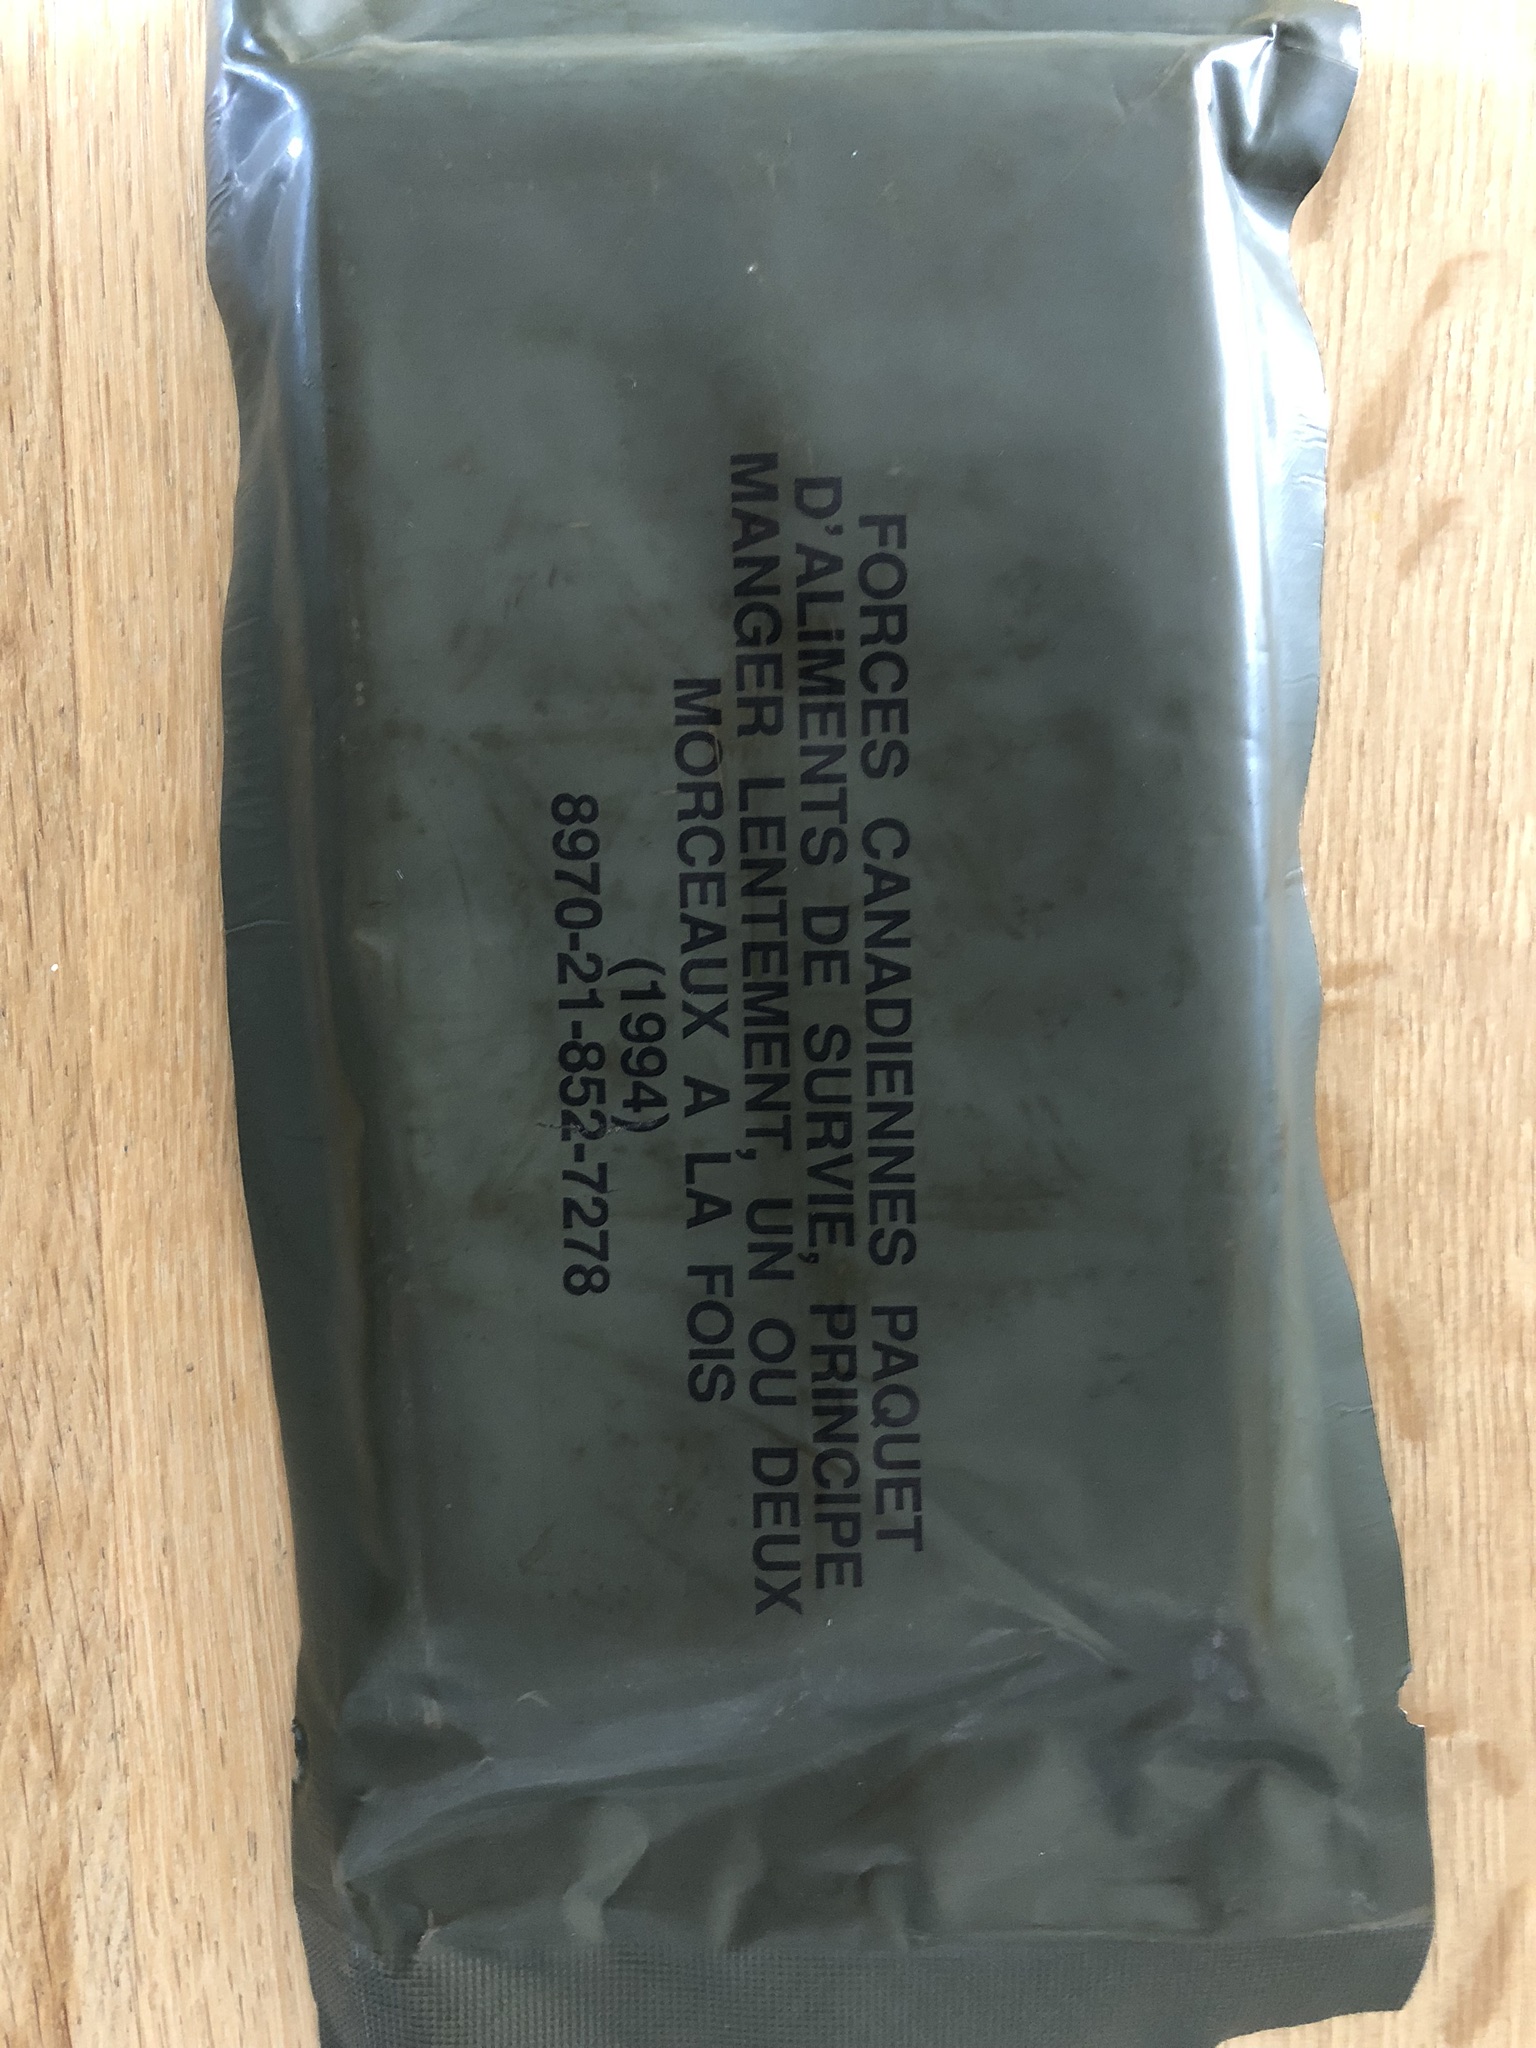 FORCES CANADIENNES PAQUET
D'ALiMENTS DE SURVIE, PRINCIPE
MANGER LENTEMENT, UN OU DEUX
MORCEAUX A LA FOIS
(1994)
8970-21-852-7278